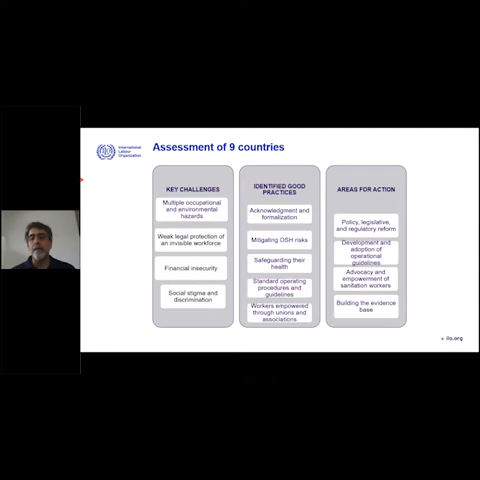 International
Labour
Organization
Assessment of 9 countries
KEY CHALLENGES
Multiple occupational
and environmental
hazards
Weak legal protection of
an invisible workforce
Financial insecurity
Social stigma and
discrimination
IDENTIFIED GOOD
PRACTICES
Acknowledgment and
formalization
Mitigating OSH risks
Safeguarding their
health
Standard operating
procedures and
guidelines
Workers empowered
through unions and
associations
AREAS FOR ACTION
Policy, legislative,
and regulatory reform
Development and
adoption of
operational
guidelines
Advocacy and
empowerment of
sanitation workers
Building the evidence
base
ilo.org